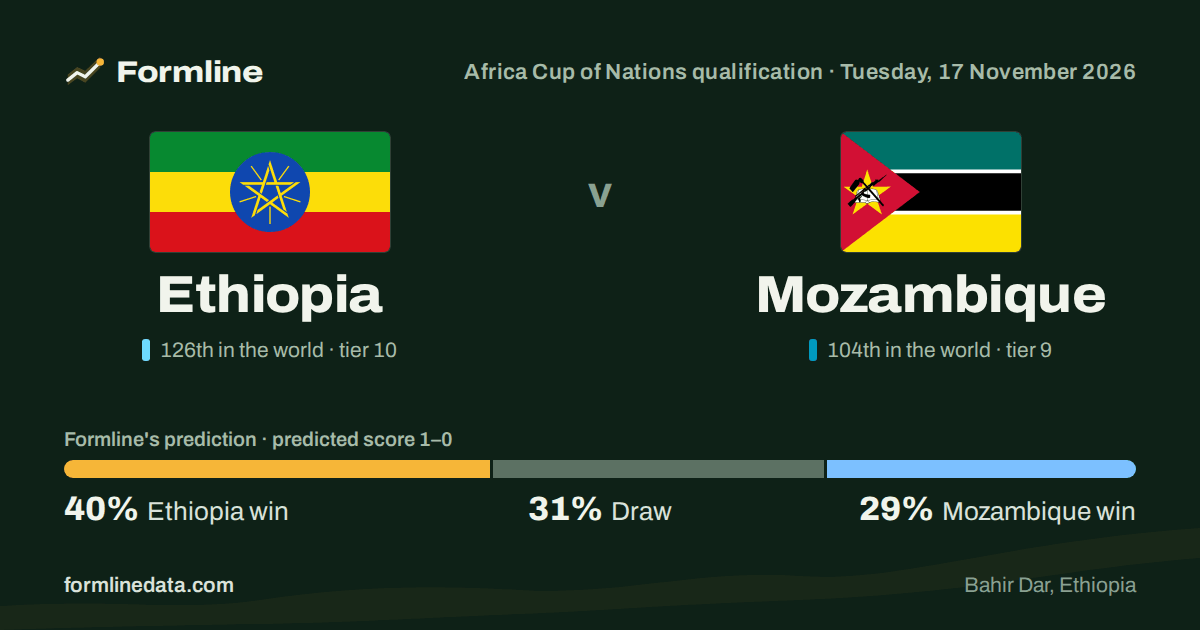 Formline
Africa Cup of Nations qualification · Tuesday, 17 November 2026
v
Ethiopia
Mozambique
126th in the world · tier 10
104th in the world · tier 9
Formline's prediction · predicted score 1–0
40% Ethiopia win
31% Draw
29% Mozambique win
formlinedata.com
Bahir Dar, Ethiopia